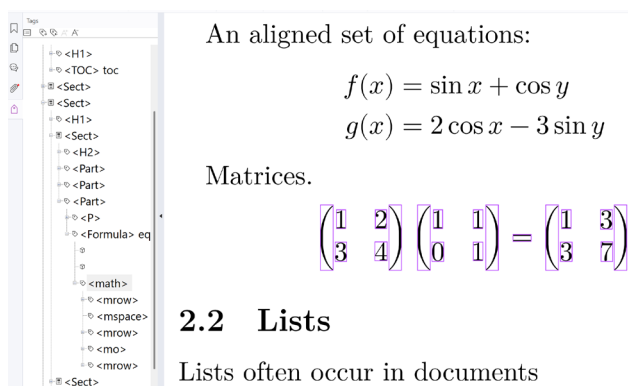 Tags
<H1>
<TOC> toc
<Sect>
<Sect>
<H1>
<Sect>
<H2>
<Part>
<Part>
<Part>
<P>
<Formula> eq
<math>
<mrow>
<mspace>
<mrow>
<mo>
<mrow>
<Sect>
An aligned set of equations:
f(x) = sin x + cos y
g(x) = 2 cos x − 3 sin y
Matrices.
(1 2) (1 1) = (1 3)
(3 4) (0 1) (3 7)
2.2 Lists
Lists often occur in documents